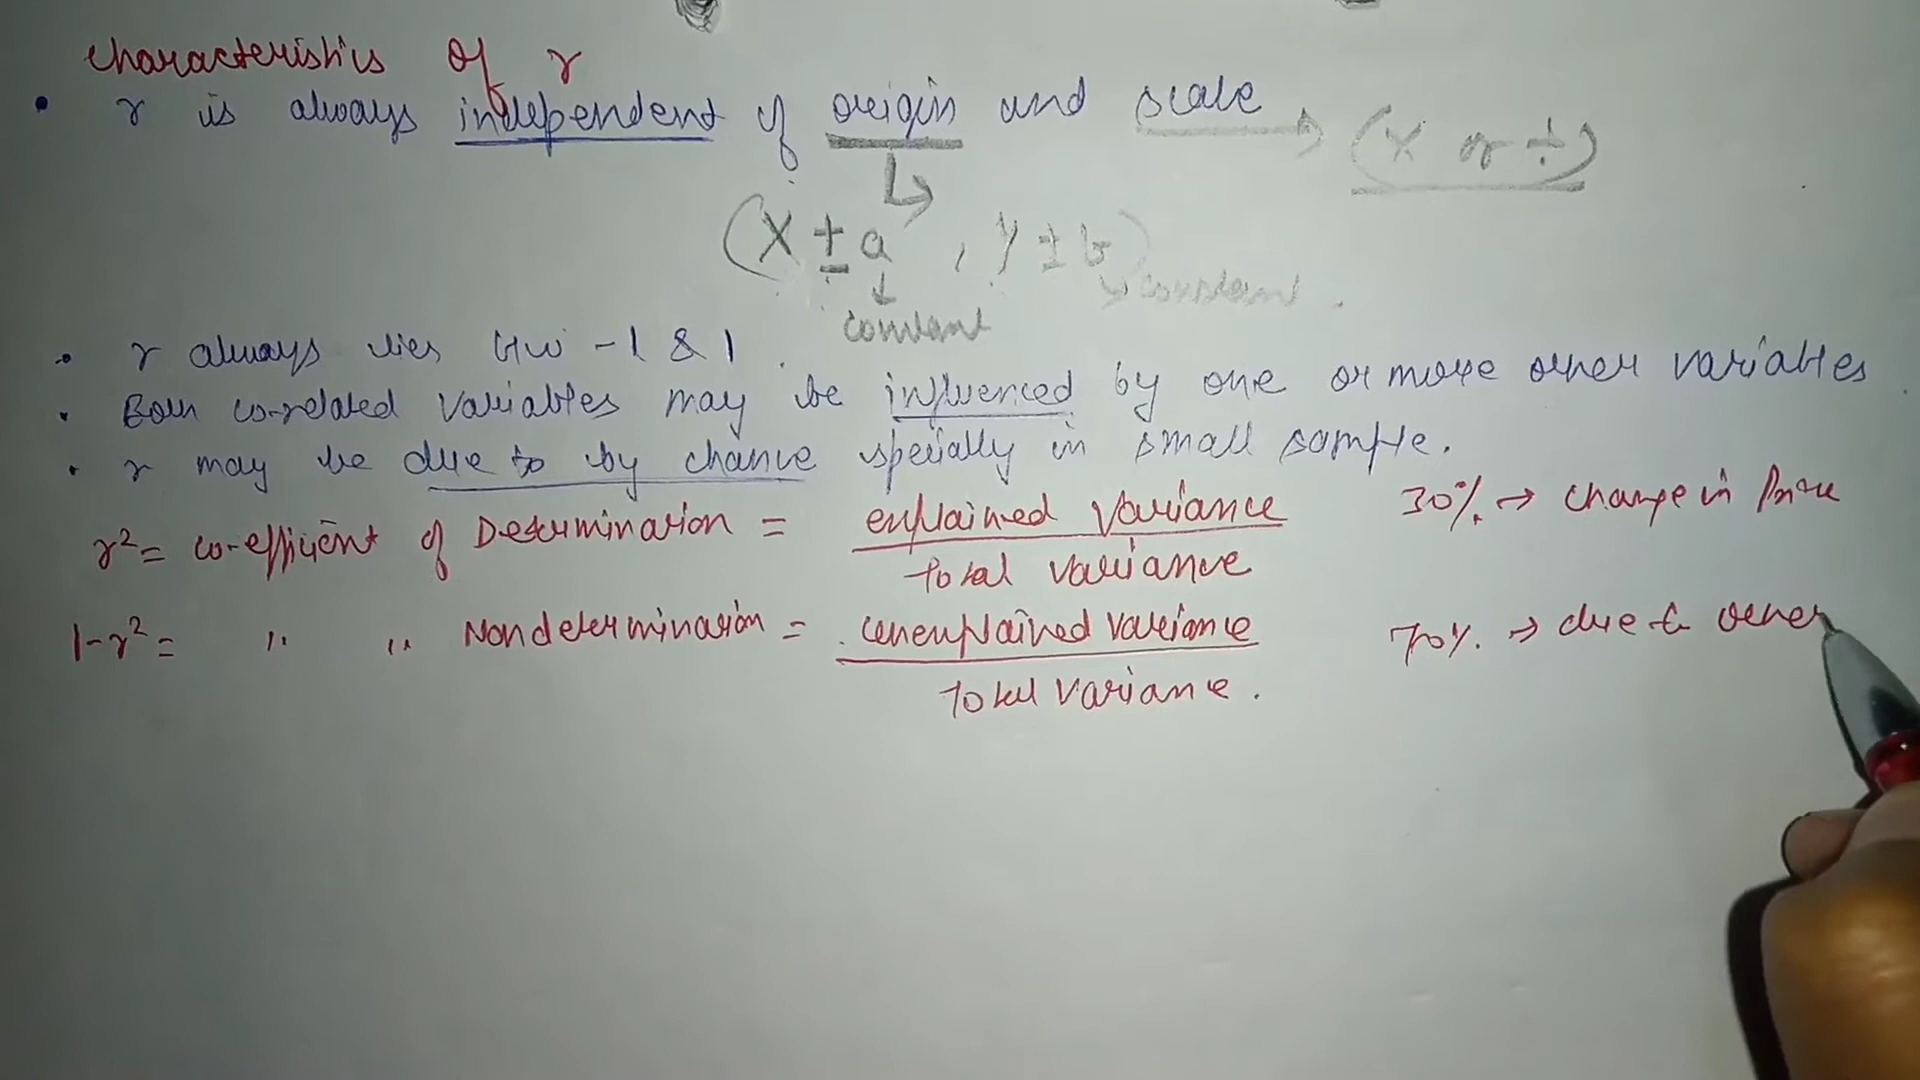 characteristics of r
• r is always independent of origin and scale → (X or ÷)
(X ± a , Y ± b)
constant
constant .
• r always lies b/w -1 & 1 .
• Both co-related variables may be influenced by one or more other variables .
• r may be due to by chance specially in small sample.
r² = co-efficient of Determination = explained variance / total variance
30% → change in Price
1-r² = " " Nondetermination = unexplained variance / Total variance .
70% → due to other